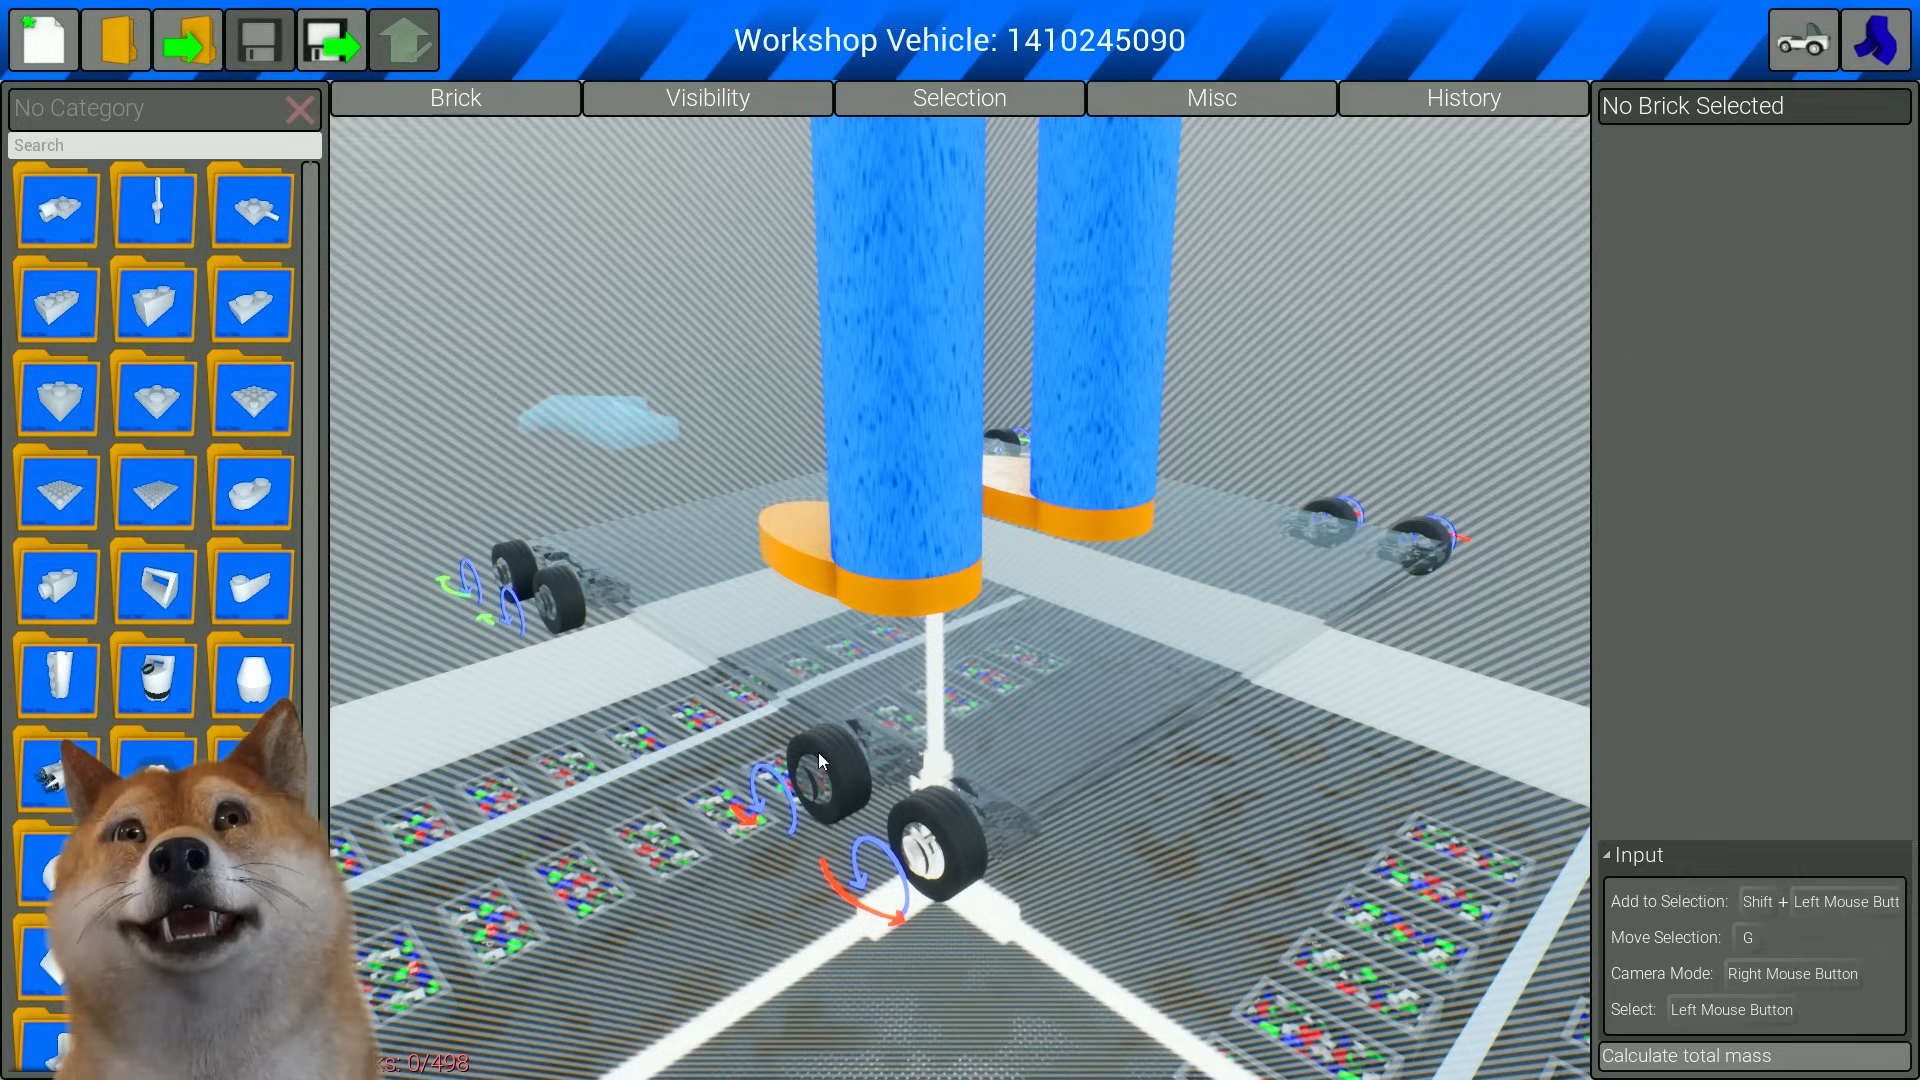 Workshop Vehicle: 1410245090
No Category
Search
Brick
Visibility
Selection
Misc
History
No Brick Selected
Input
Add to Selection: Shift + Left Mouse Butt
Move Selection: G
Camera Mode: Right Mouse Button
Select: Left Mouse Button
Calculate total mass
ks: 0/498